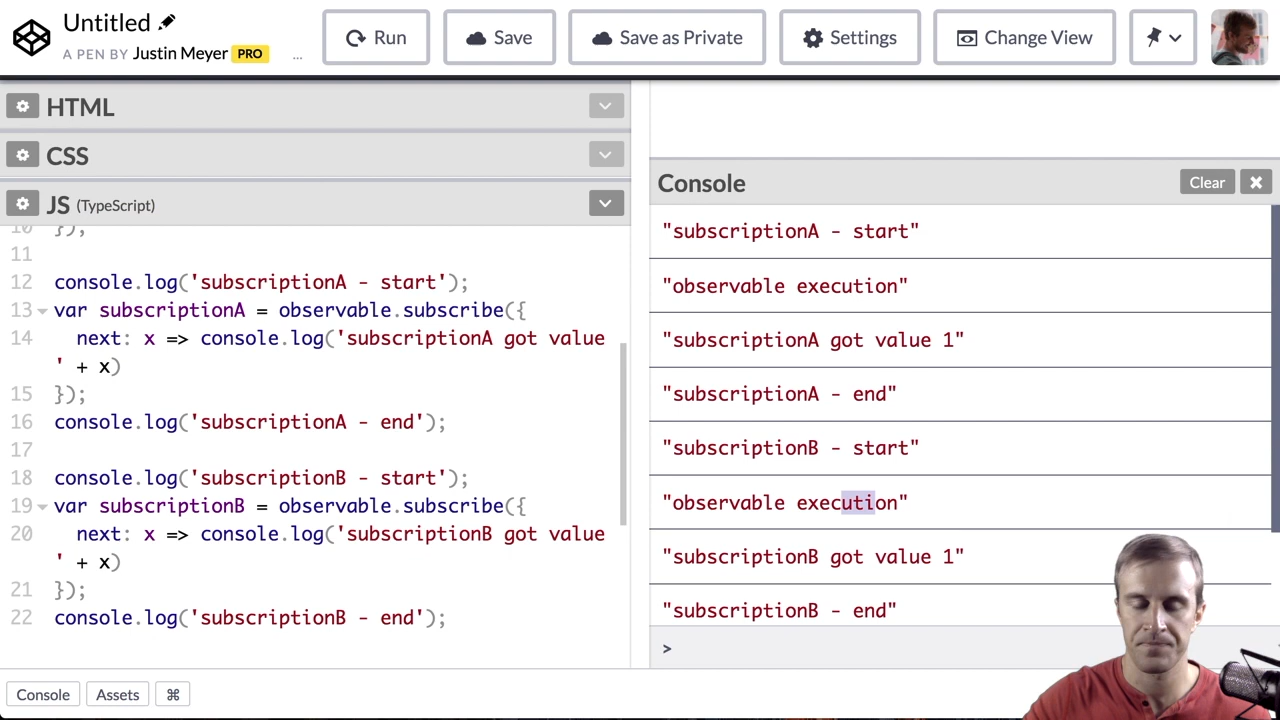 Untitled
A PEN BY Justin Meyer PRO ...
Run
Save
Save as Private
Settings
Change View
HTML
CSS
JS (TypeScript)
10 });
11
12 console.log('subscriptionA - start');
13 var subscriptionA = observable.subscribe({
14 next: x => console.log('subscriptionA got value
' + x)
15 });
16 console.log('subscriptionA - end');
17
18 console.log('subscriptionB - start');
19 var subscriptionB = observable.subscribe({
20 next: x => console.log('subscriptionB got value
' + x)
21 });
22 console.log('subscriptionB - end');
Console
Clear
"subscriptionA - start"
"observable execution"
"subscriptionA got value 1"
"subscriptionA - end"
"subscriptionB - start"
"observable execution"
"subscriptionB got value 1"
"subscriptionB - end"
>
Console
Assets
⌘